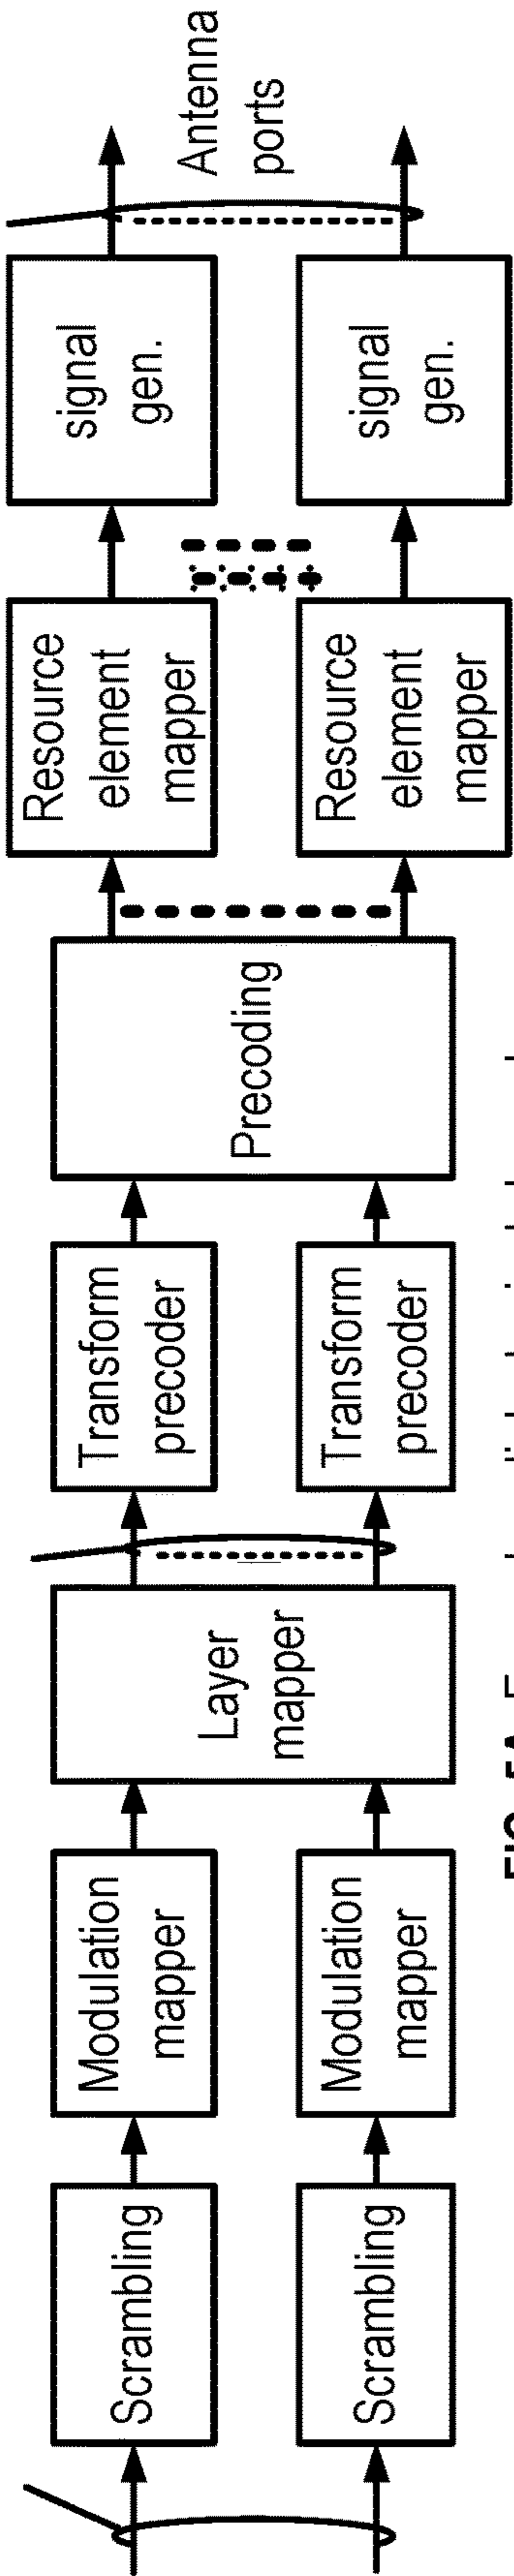 Scrambling
Modulation
mapper
Layer
mapper
Transform
precoder
Precoding
Resource
element
mapper
signal
gen.
Antenna
ports
Scrambling
Modulation
mapper
Transform
precoder
Resource
element
mapper
signal
gen.